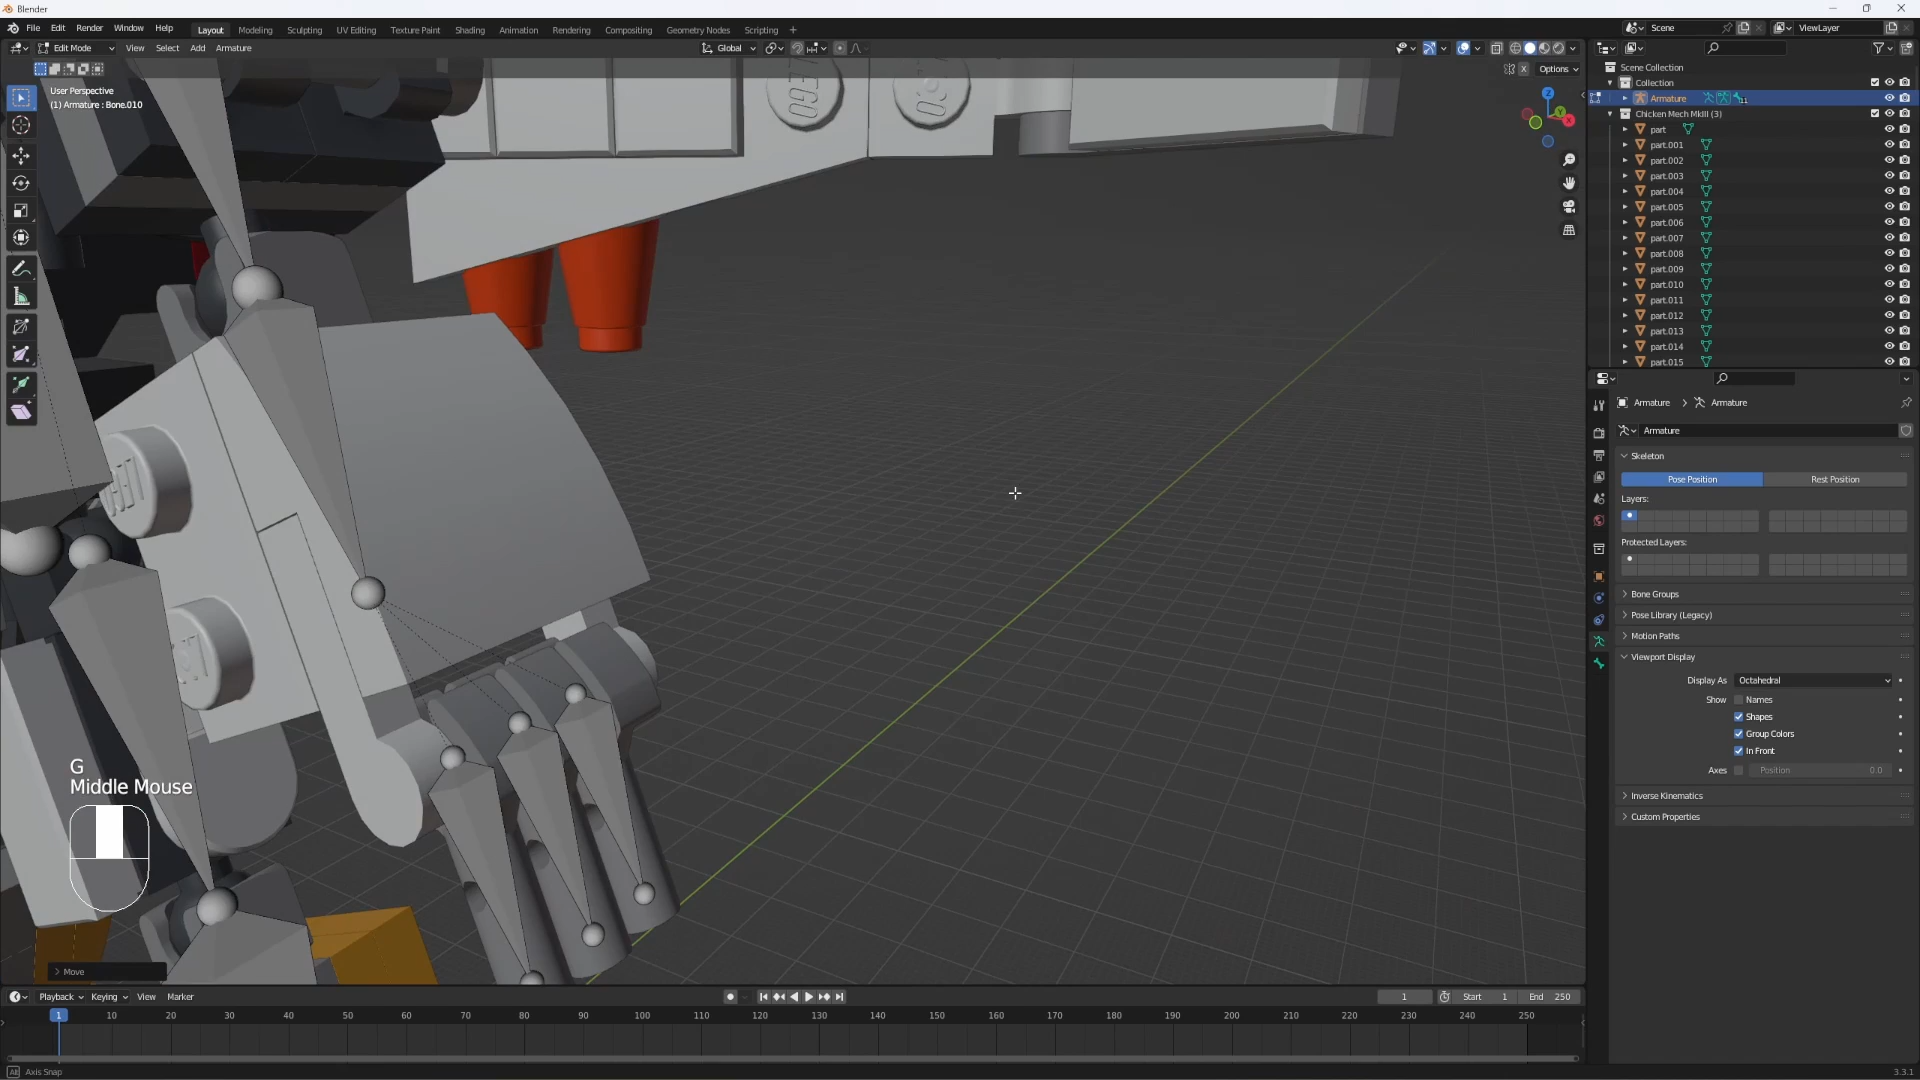 Blender
File Edit Render Window Help Layout Modeling Sculpting UV Editing Texture Paint Shading Animation Rendering Compositing Geometry Nodes Scripting + Scene ViewLayer
Edit Mode View Select Add Armature Global
X Options
User Perspective
(1) Armature : Bone.010
LEGO
Z
Y
X
Scene Collection
Collection
Armature 11
Chicken Mech MkIII (3)
part
part.001
part.002
part.003
part.004
part.005
part.006
part.007
part.008
part.009
part.010
part.011
part.012
part.013
part.014
part.015
Armature > Armature
Armature
Skeleton
Pose Position Rest Position
Layers:
Protected Layers:
Bone Groups
Pose Library (Legacy)
Motion Paths
Viewport Display
Display As Octahedral
Show Names
Shapes
Group Colors
In Front
Axes Position 0.0
Inverse Kinematics
Custom Properties
G
Middle Mouse
> Move
Playback Keying View Marker 1 Start 1 End 250
1 10 20 30 40 50 60 70 80 90 100 110 120 130 140 150 160 170 180 190 200 210 220 230 240 250
Alt Axis Snap 3.3.1